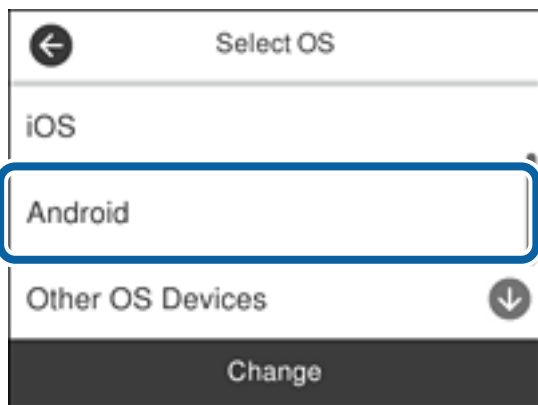 Select OS
iOS
Android
Other OS Devices
Change